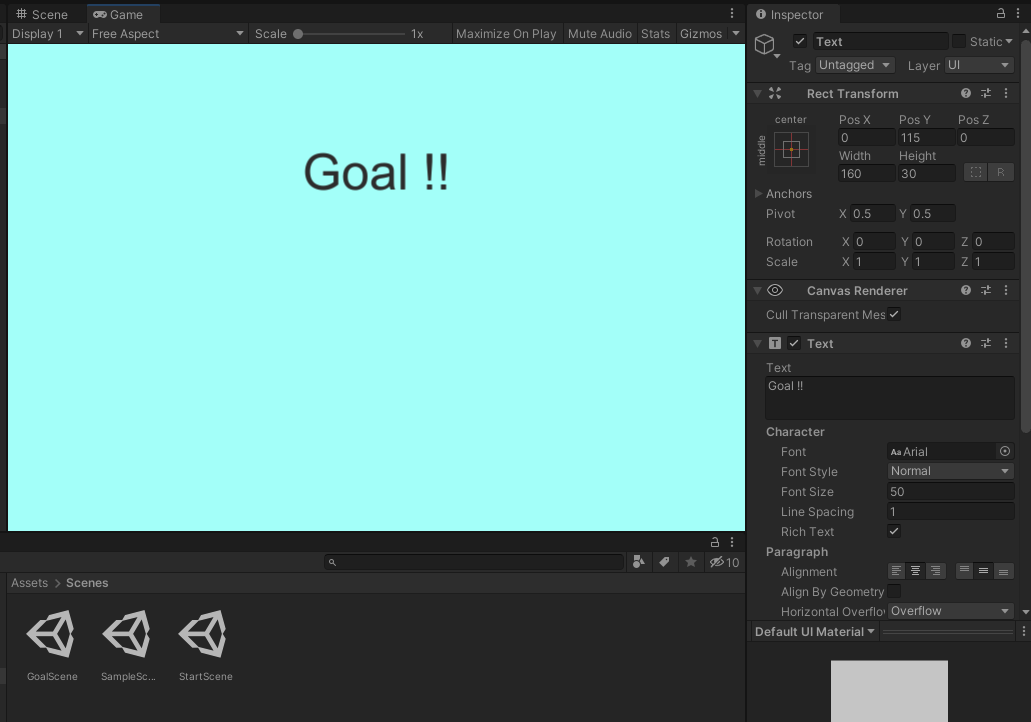 Scene
Game
Display 1
Free Aspect
Scale
1x
Maximize On Play
Mute Audio
Stats
Gizmos
Goal !!
10
Assets
Scenes
GoalScene
SampleSc...
StartScene
Inspector
Text
Static
Tag Untagged
Layer UI
Rect Transform
center
middle
Pos X Pos Y Pos Z
0 115 0
Width Height
160 30
R
Anchors
Pivot X 0.5 Y 0.5
Rotation X 0 Y 0 Z 0
Scale X 1 Y 1 Z 1
Canvas Renderer
Cull Transparent Mes
T Text
Text
Goal !!
Character
Font Aa Arial
Font Style Normal
Font Size 50
Line Spacing 1
Rich Text
Paragraph
Alignment
Align By Geometry
Horizontal Overflo Overflow
Default UI Material